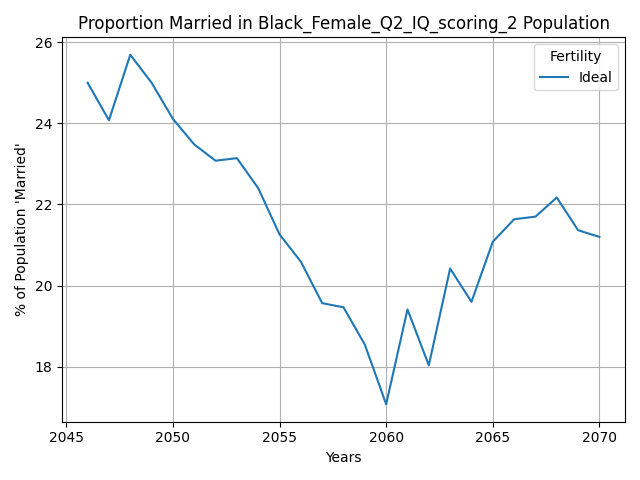 Proportion Married in Black_Female_Q2_IQ_scoring_2 Population
26
24
22
20
18
% of Population 'Married'
Fertility
Ideal
2045 2050 2055 2060 2065 2070
Years